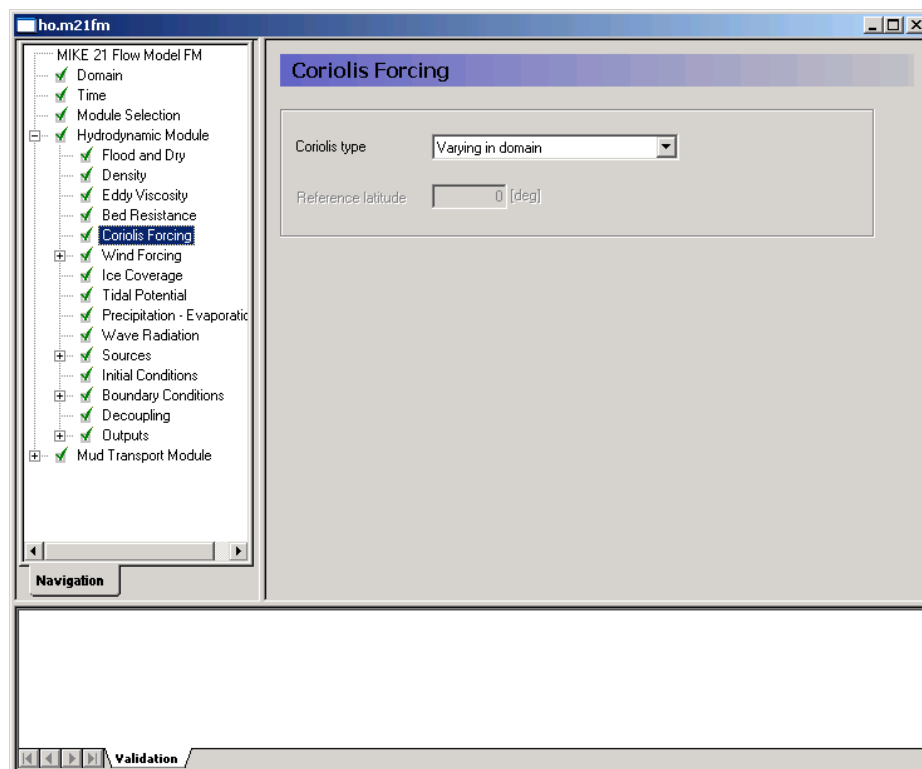 ho.m21fm
MIKE 21 Flow Model FM
Domain
Time
Module Selection
Hydrodynamic Module
Flood and Dry
Density
Eddy Viscosity
Bed Resistance
Coriolis Forcing
Wind Forcing
Ice Coverage
Tidal Potential
Precipitation - Evaporatic
Wave Radiation
Sources
Initial Conditions
Boundary Conditions
Decoupling
Outputs
Mud Transport Module
Navigation
Coriolis Forcing
Coriolis type Varying in domain
Reference latitude 0 [deg]
Validation